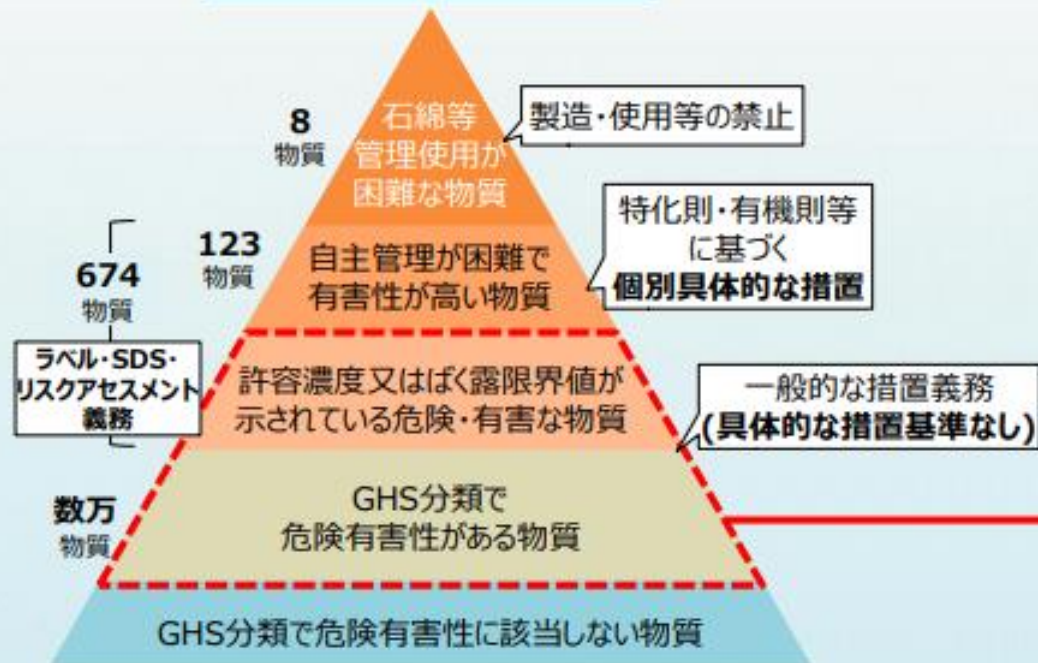 8
物質
石綿等
管理使用が
困難な物質
製造・使用等の禁止
123
物質
自主管理が困難で
有害性が高い物質
特化則・有機則等
に基づく
個別具体的な措置
674
物質
ラベル・SDS・
リスクアセスメント
義務
許容濃度又はばく露限界値が
示されている危険・有害な物質
一般的な措置義務
(具体的な措置基準なし)
数万
物質
GHS分類で
危険有害性がある物質
GHS分類で危険有害性に該当しない物質